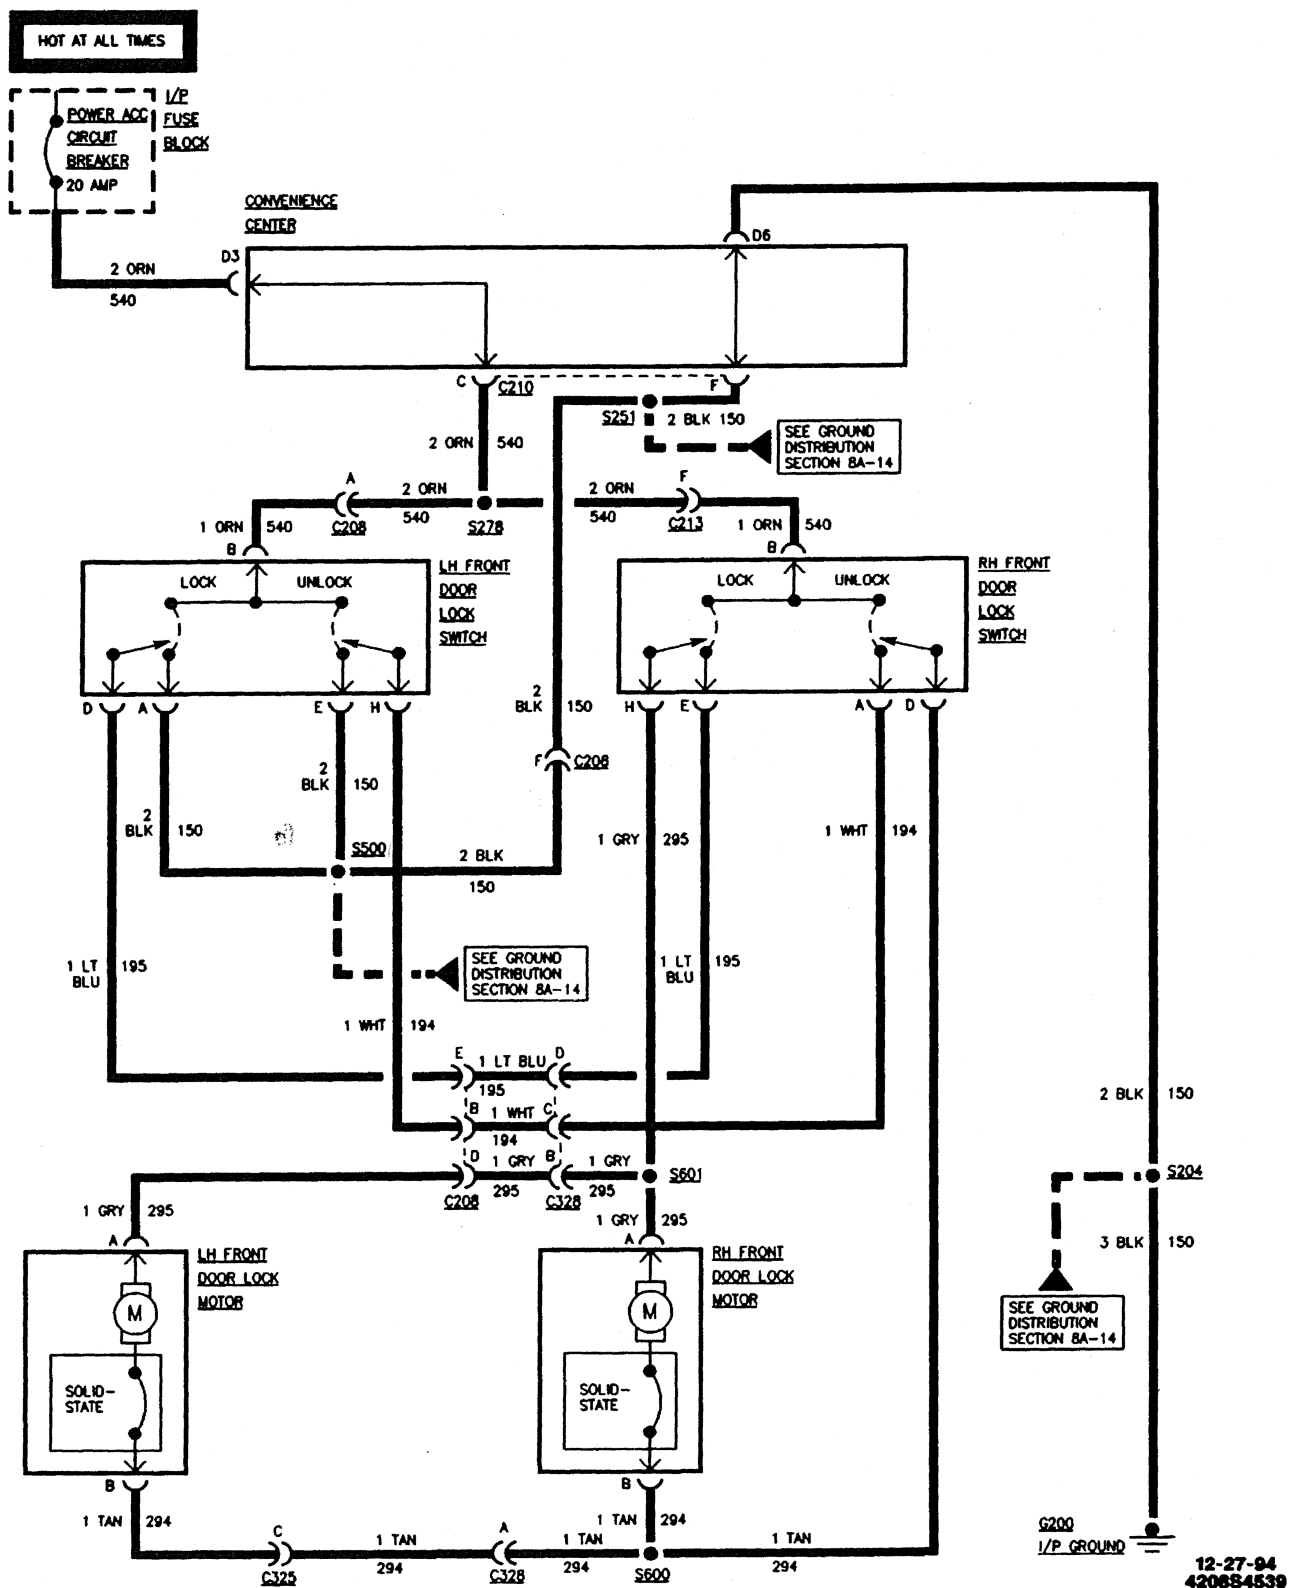 HOT AT ALL TIMES
I/P
FUSE
BLOCK
POWER ACC
CIRCUIT
BREAKER
20 AMP
CONVENIENCE
CENTER
D6
D3
2 ORN
540
C
C210
F
S251
2 BLK 150
SEE GROUND
DISTRIBUTION
SECTION 8A-14
2 ORN
540
A
2 ORN
540
C208
S278
2 ORN
540
F
C213
1 ORN
540
B
1 ORN
540
B
LH FRONT
DOOR
LOCK
SWITCH
LOCK
UNLOCK
RH FRONT
DOOR
LOCK
SWITCH
LOCK
UNLOCK
D
A
E
H
2
BLK
150
H
E
A
D
F
C208
2
BLK
150
2
BLK
150
S500
2 BLK
150
1 GRY
295
1 WHT
194
1 LT
BLU
195
SEE GROUND
DISTRIBUTION
SECTION 8A-14
1 LT
BLU
195
1 WHT
194
E
1 LT BLU
195
D
B
1 WHT
194
C
D
1 GRY
295
B
1 GRY
295
C208
C328
S601
2 BLK
150
S204
1 GRY
295
A
1 GRY
295
A
3 BLK
150
LH FRONT
DOOR LOCK
MOTOR
M
SOLID-
STATE
RH FRONT
DOOR LOCK
MOTOR
M
SOLID-
STATE
SEE GROUND
DISTRIBUTION
SECTION 8A-14
B
1 TAN
294
B
1 TAN
294
C
C325
1 TAN
294
A
C328
1 TAN
294
S600
1 TAN
294
G200
I/P GROUND
12-27-94
4206S4539